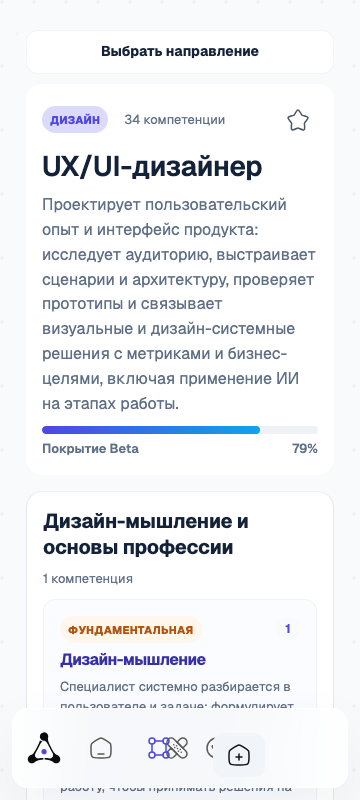 Выбрать направление
ДИЗАЙН 34 компетенции
UX/UI-дизайнер
Проектирует пользовательский
опыт и интерфейс продукта:
исследует аудиторию, выстраивает
сценарии и архитектуру, проверяет
прототипы и связывает
визуальные и дизайн-системные
решения с метриками и бизнес-
целями, включая применение ИИ
на этапах работы.
Покрытие Beta 79%
Дизайн-мышление и
основы профессии
1 компетенция
ФУНДАМЕНТАЛЬНАЯ 1
Дизайн-мышление
Специалист системно разбирается в
пользователе и задаче: формулирует
работу, чтобы принимать решения на